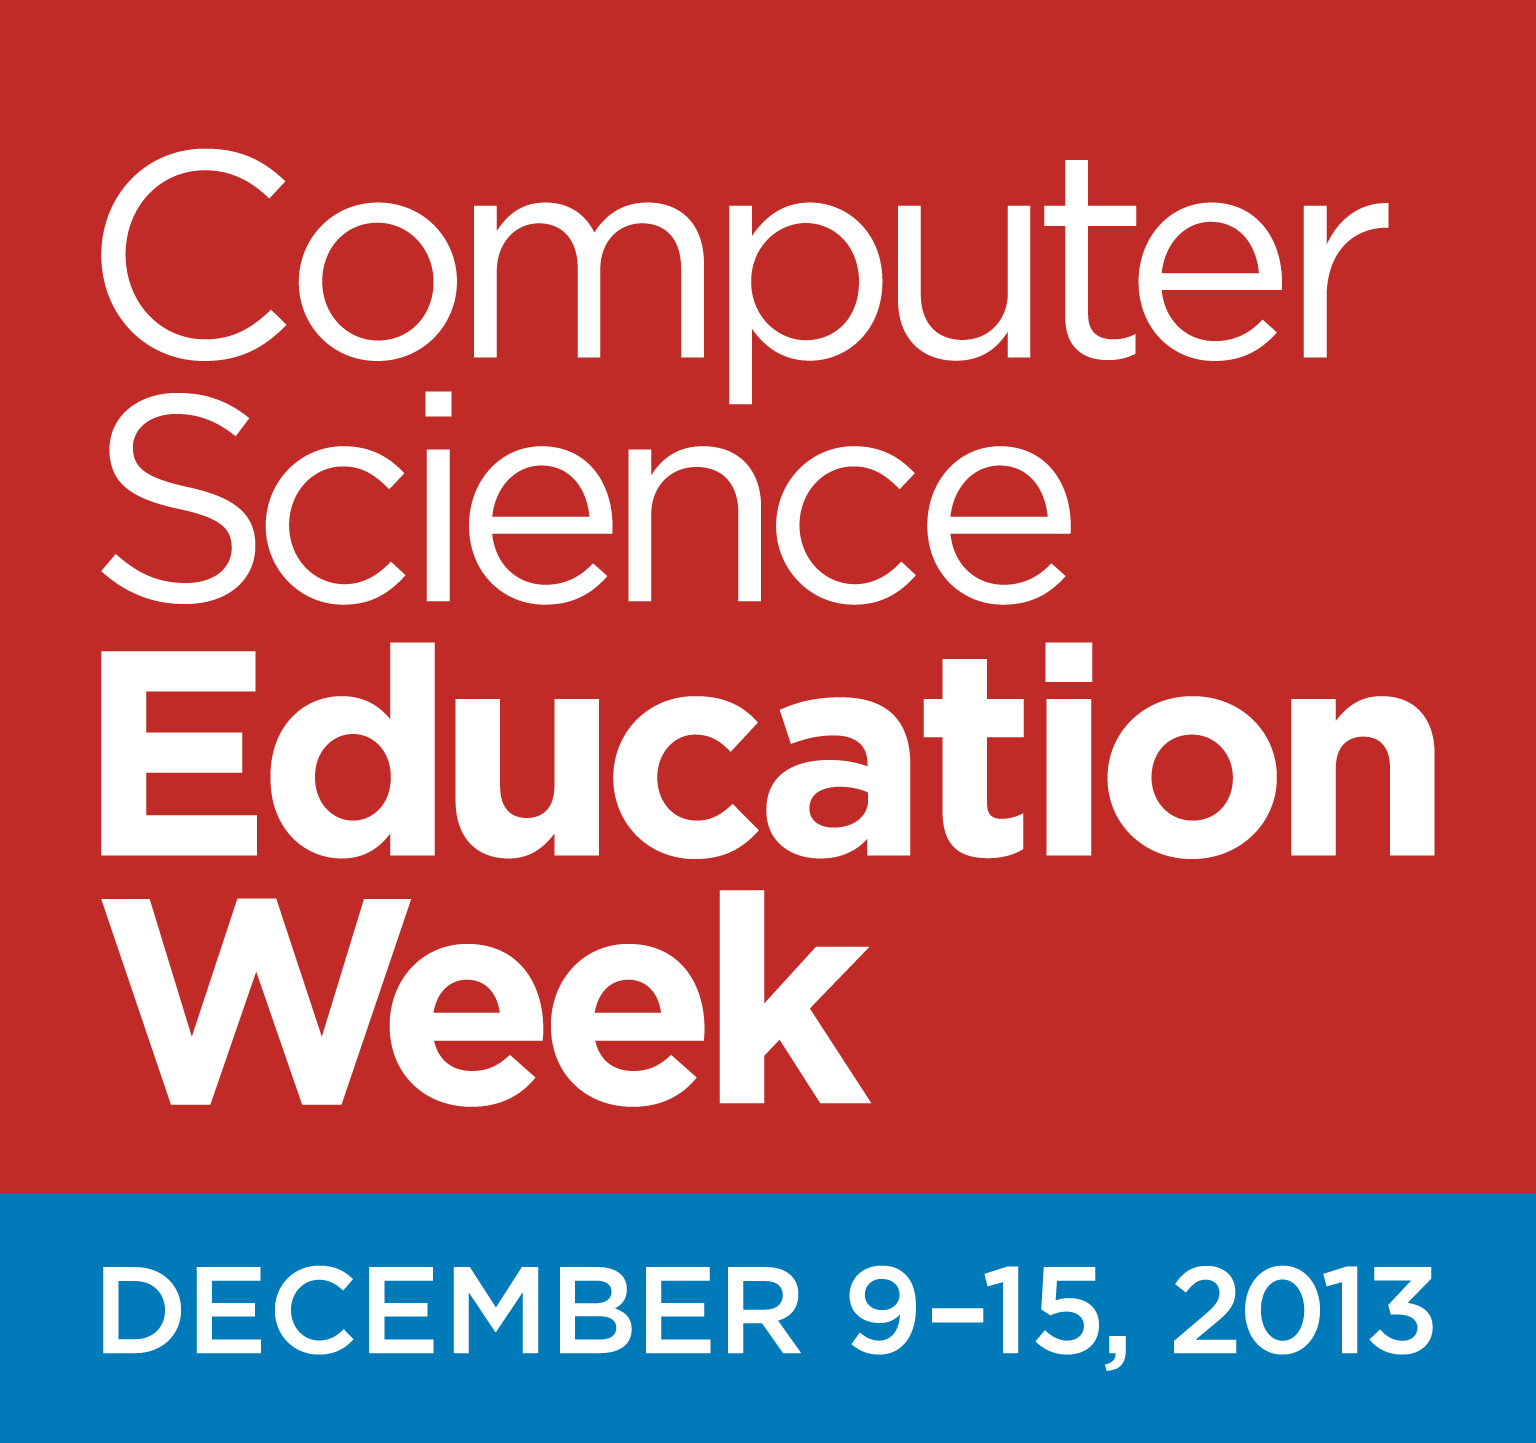 Computer
Science
Education
Week
DECEMBER 9–15, 2013